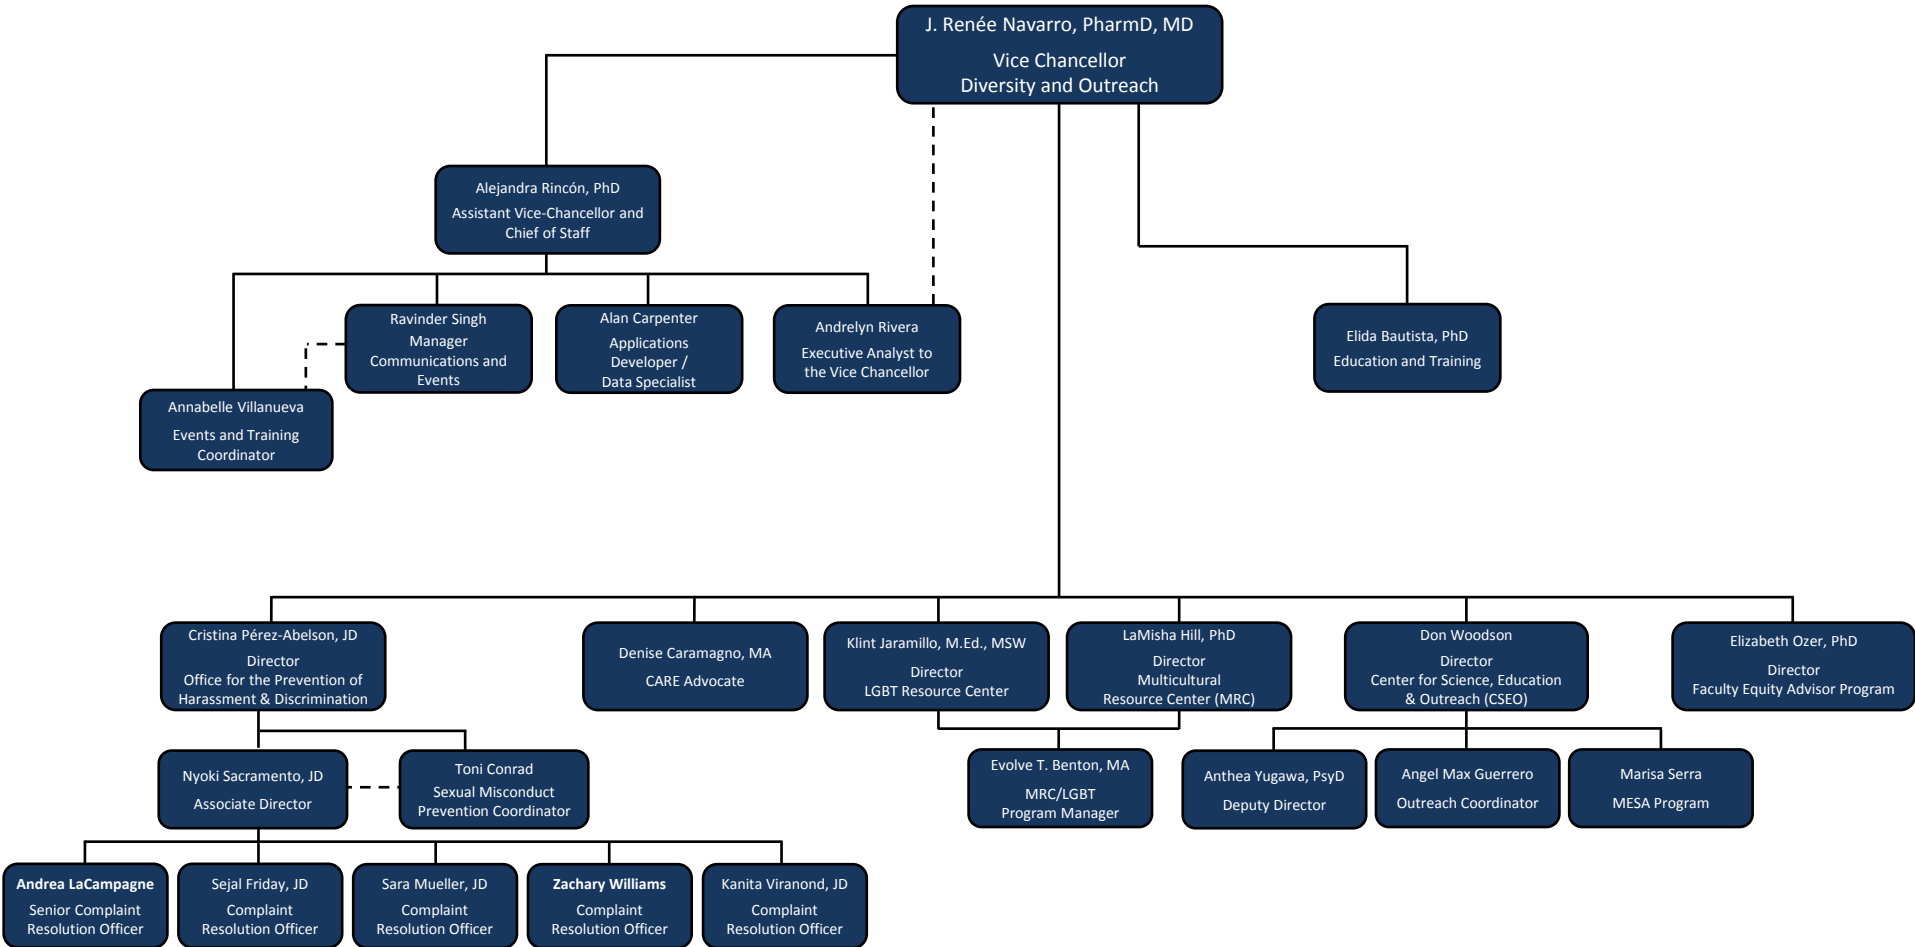 J. Renée Navarro, PharmD, MD
Vice Chancellor
Diversity and Outreach
Alejandra Rincón, PhD
Assistant Vice-Chancellor and
Chief of Staff
Ravinder Singh
Manager
Communications and
Events
Alan Carpenter
Applications
Developer /
Data Specialist
Andrelyn Rivera
Executive Analyst to
the Vice Chancellor
Elida Bautista, PhD
Education and Training
Annabelle Villanueva
Events and Training
Coordinator
Cristina Pérez-Abelson, JD
Director
Office for the Prevention of
Harassment & Discrimination
Denise Caramagno, MA
CARE Advocate
Klint Jaramillo, M.Ed., MSW
Director
LGBT Resource Center
LaMisha Hill, PhD
Director
Multicultural
Resource Center (MRC)
Don Woodson
Director
Center for Science, Education
& Outreach (CSEO)
Elizabeth Ozer, PhD
Director
Faculty Equity Advisor Program
Nyoki Sacramento, JD
Associate Director
Toni Conrad
Sexual Misconduct
Prevention Coordinator
Evolve T. Benton, MA
MRC/LGBT
Program Manager
Anthea Yugawa, PsyD
Deputy Director
Angel Max Guerrero
Outreach Coordinator
Marisa Serra
MESA Program
Andrea LaCampagne
Senior Complaint
Resolution Officer
Sejal Friday, JD
Complaint
Resolution Officer
Sara Mueller, JD
Complaint
Resolution Officer
Zachary Williams
Complaint
Resolution Officer
Kanita Viranond, JD
Complaint
Resolution Officer